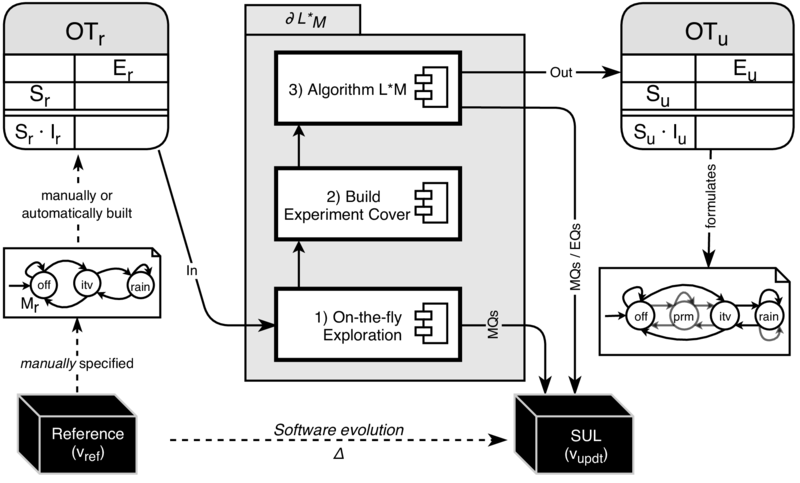 OTr
Er
Sr
Sr · Ir
manually or
automatically built
off
itv
rain
Mr
manually specified
Reference
(vref)
In
∂ L*M
3) Algorithm L*M
2) Build
Experiment Cover
1) On-the-fly
Exploration
MQs
MQs / EQs
Out
Software evolution
Δ
SUL
(vupdt)
OTu
Eu
Su
Su · Iu
formulates
off
prm
itv
rain